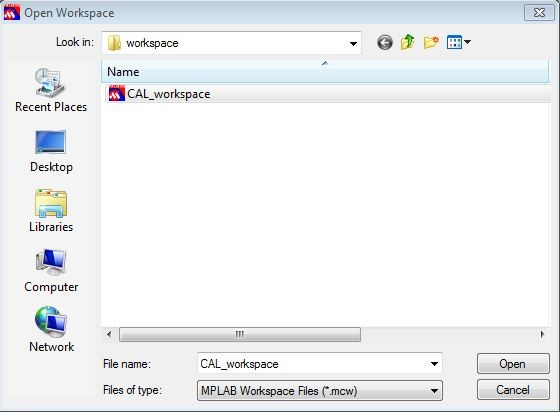 Open Workspace
Look in: workspace
Name
CAL_workspace
Recent Places
Desktop
Libraries
Computer
Network
File name: CAL_workspace Open
Files of type: MPLAB Workspace Files (*.mcw) Cancel